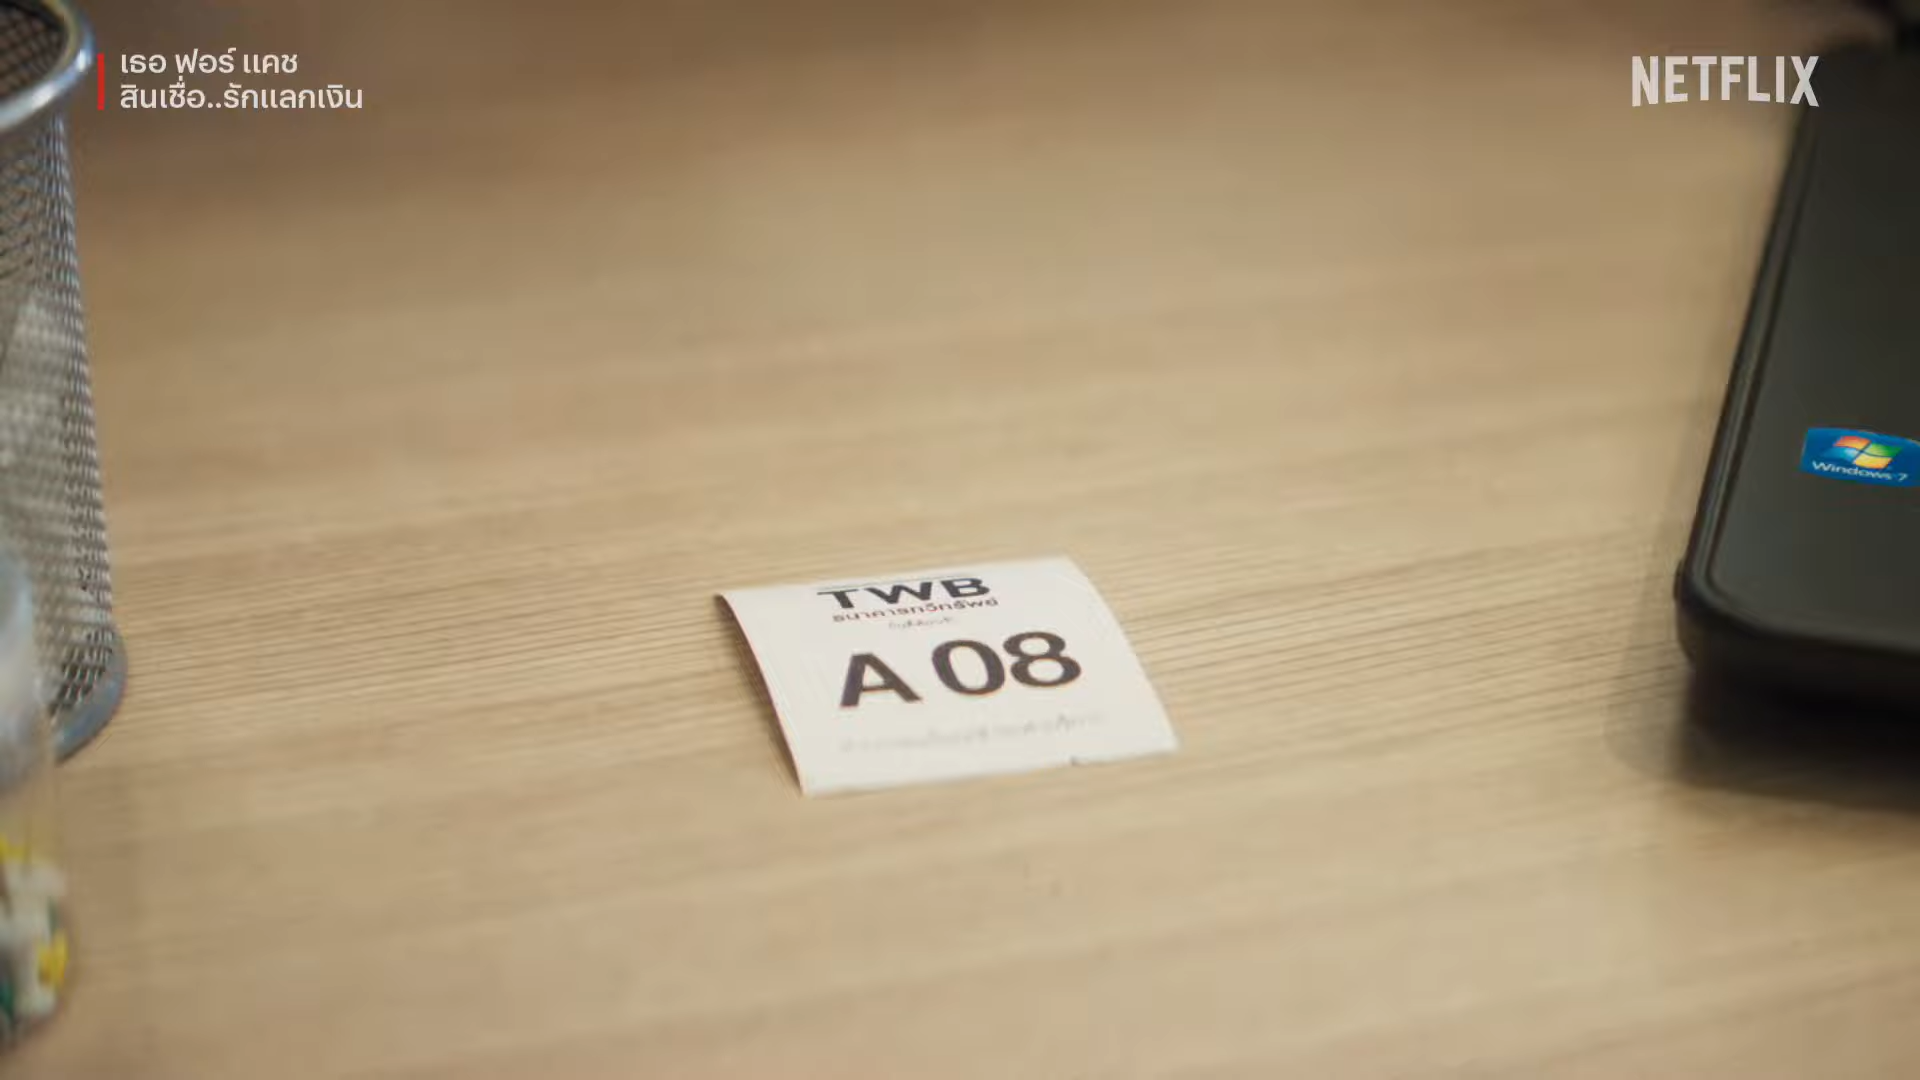 เธอ ฟอร์ แคช
สินเชื่อ..รักแลกเงิน
NETFLIX
Windows 7
TWB
ธนาคารทวีทรัพย์
A 08